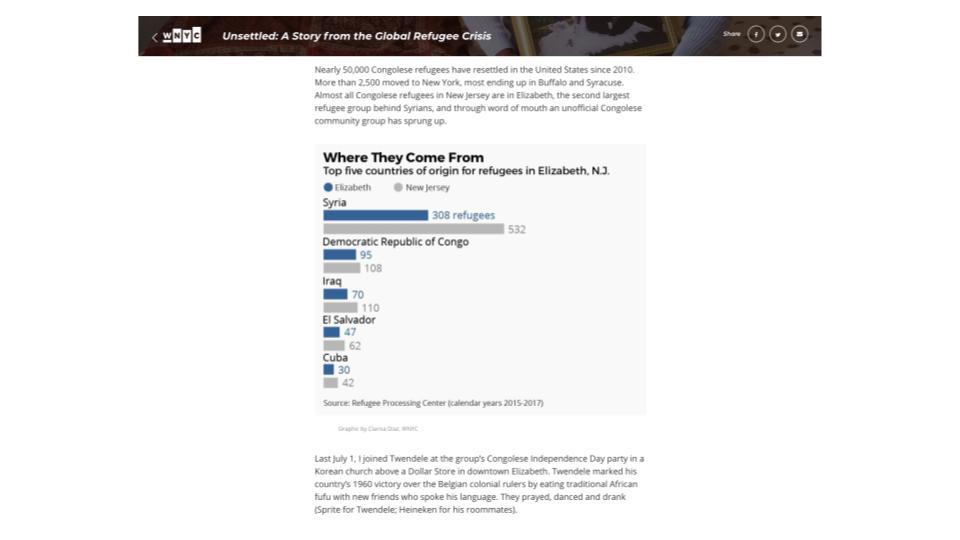 WNYC
Unsettled: A Story from the Global Refugee Crisis
Share
Nearly 50,000 Congolese refugees have resettled in the United States since 2010.
More than 2,500 moved to New York, most ending up in Buffalo and Syracuse.
Almost all Congolese refugees in New Jersey are in Elizabeth, the second largest
refugee group behind Syrians, and through word of mouth an unofficial Congolese
community group has sprung up.
Where They Come From
Top five countries of origin for refugees in Elizabeth, N.J.
Elizabeth New Jersey
Syria
308 refugees
532
Democratic Republic of Congo
95
108
Iraq
70
110
El Salvador
47
62
Cuba
30
42
Source: Refugee Processing Center (calendar years 2015-2017)
Graphic by Clarisa Diaz, WNYC
Last July 1, I joined Twendele at the group's Congolese Independence Day party in a
Korean church above a Dollar Store in downtown Elizabeth. Twendele marked his
country's 1960 victory over the Belgian colonial rulers by eating traditional African
fufu with new friends who spoke his language. They prayed, danced and drank
(Sprite for Twendele; Heineken for his roommates).